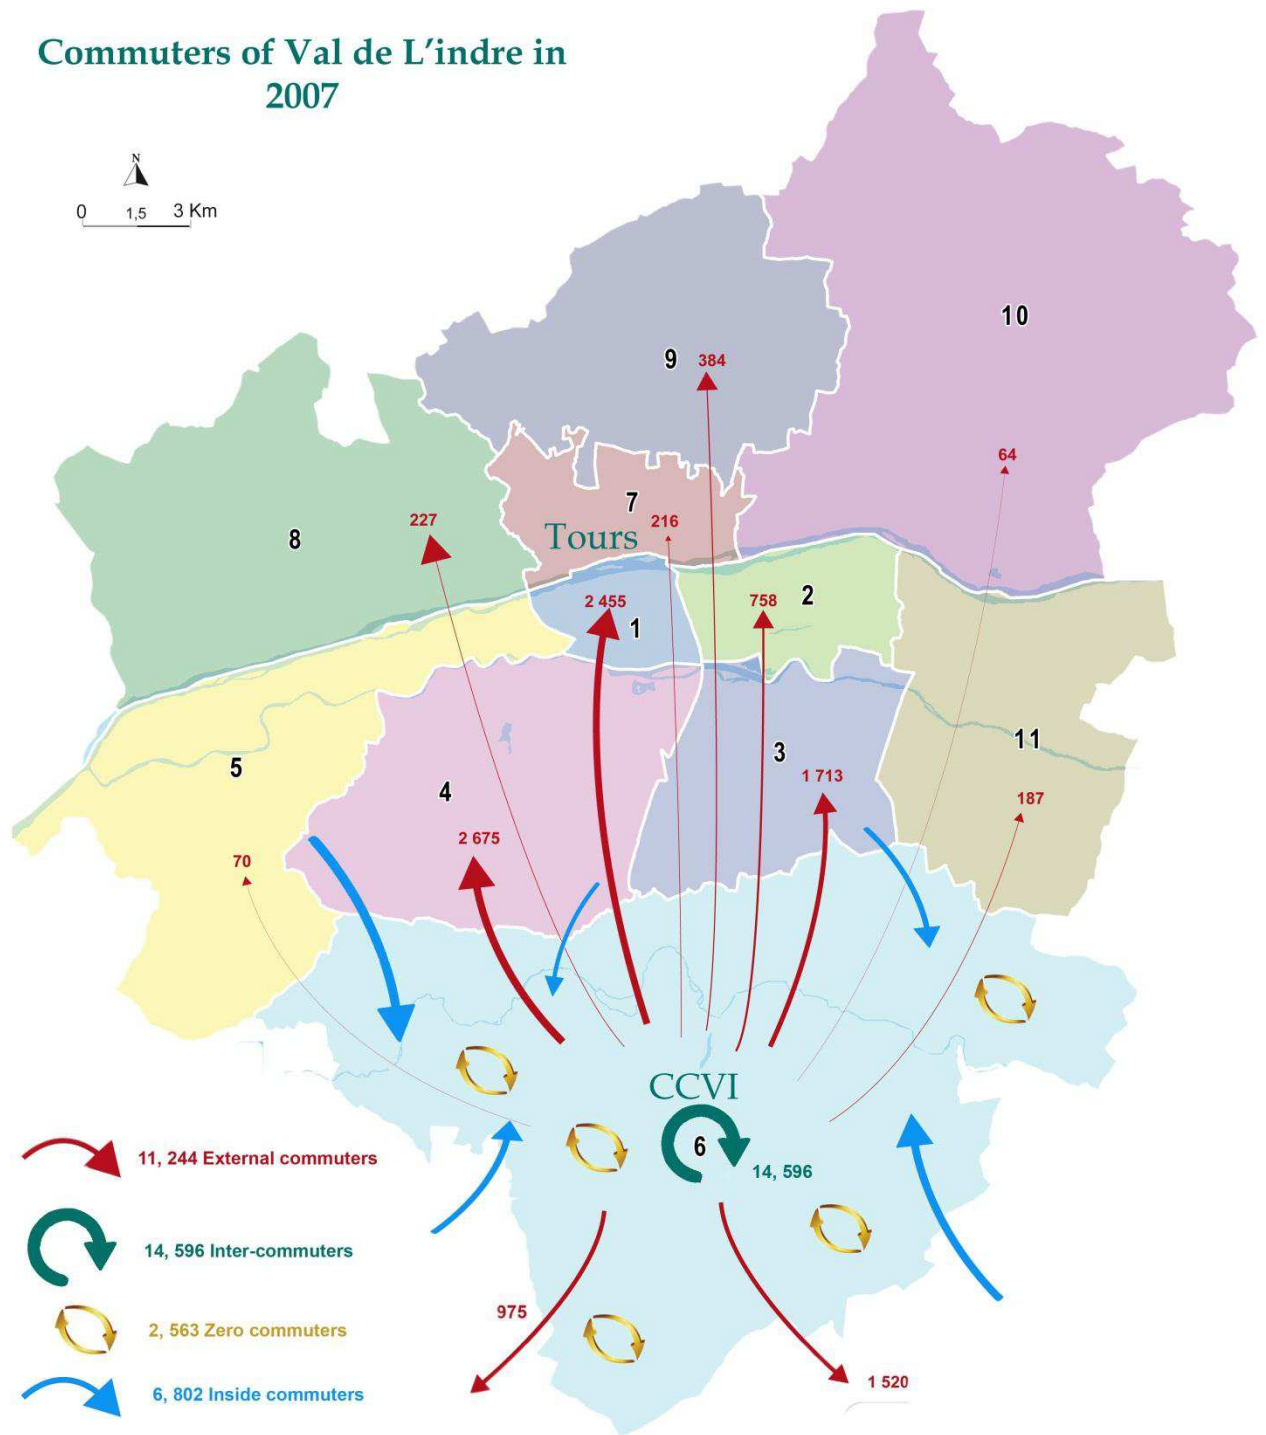 Commuters of Val de L’indre in
2007
N
0 1,5 3 Km
10
9 384
64
7
227
216
Tours
8
2 455
758
2
1
3
11
5
1 713
4
187
2 675
70
CCVI
6
11, 244 External commuters
14, 596
14, 596 Inter-commuters
975
2, 563 Zero commuters
1 520
6, 802 Inside commuters